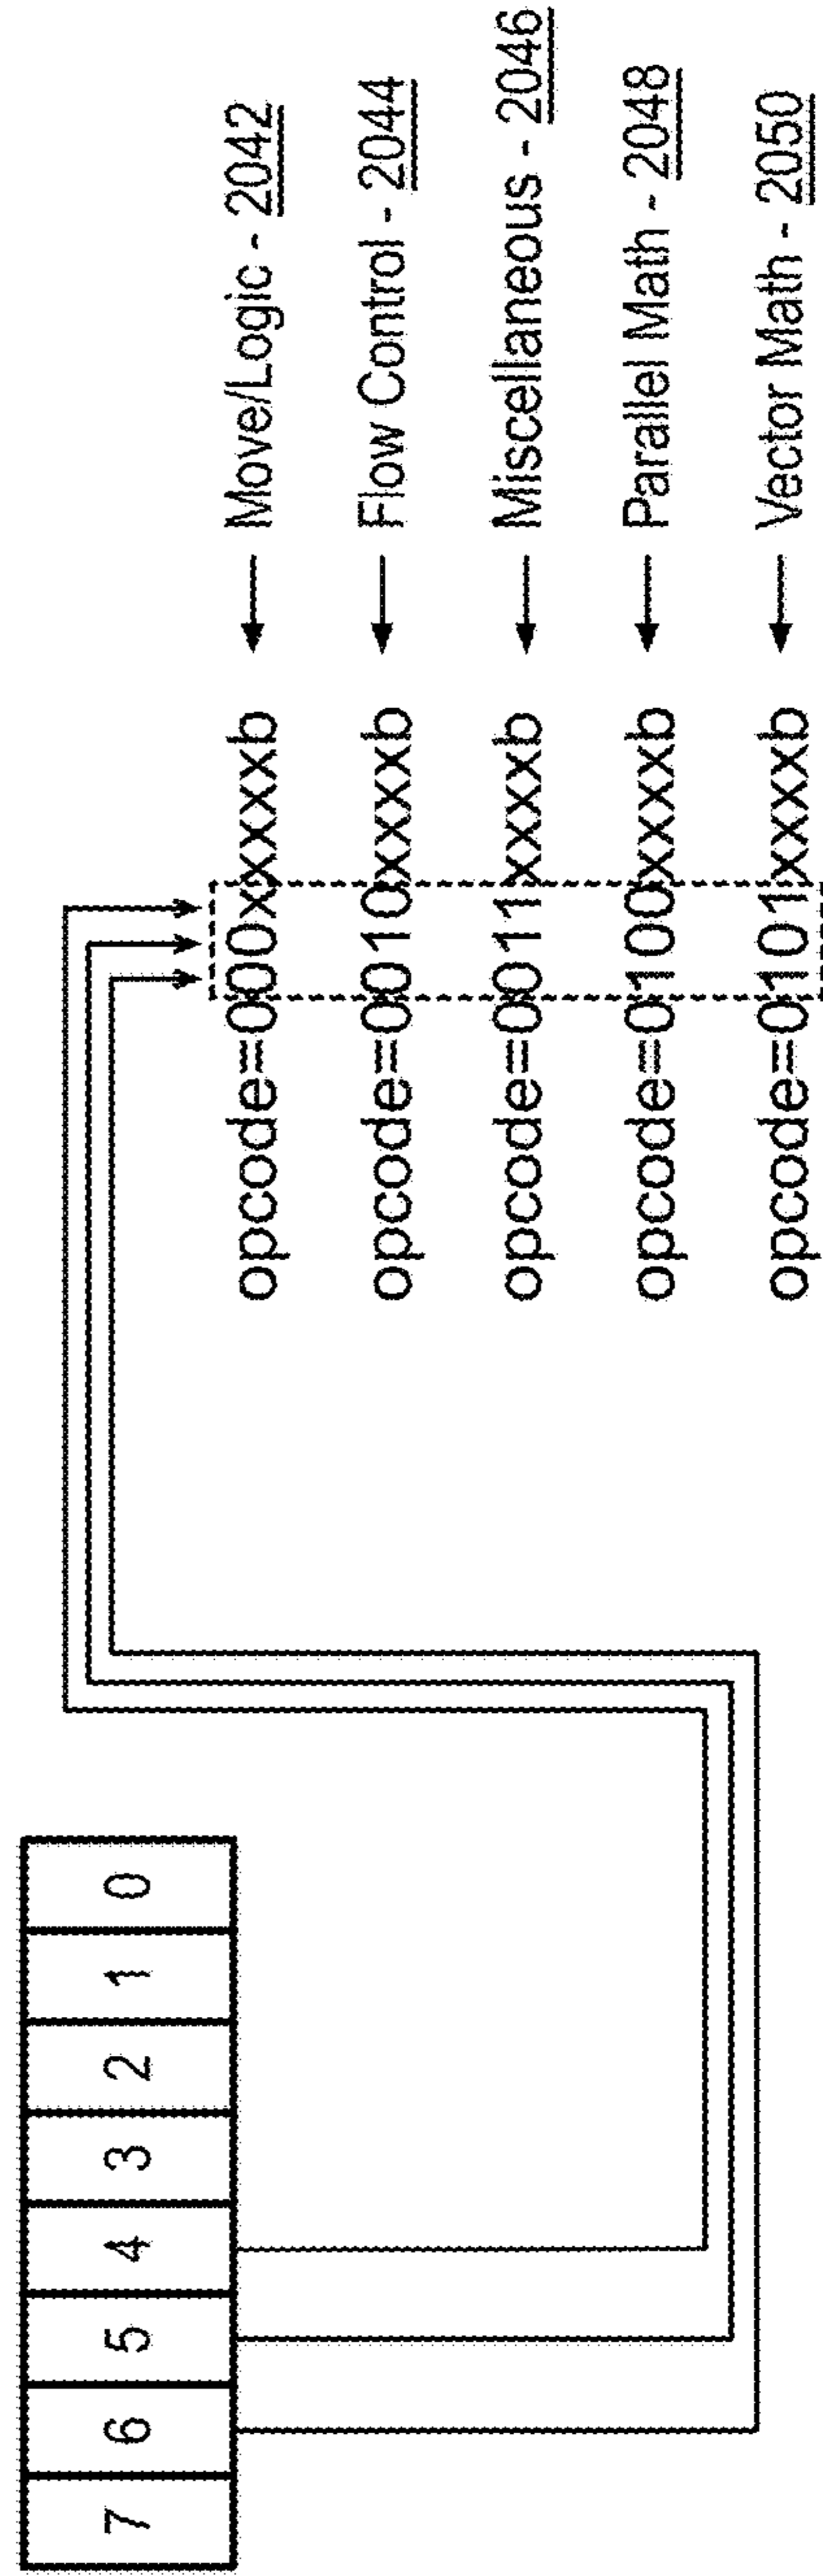 7 6 5 4 3 2 1 0
opcode=000xxxxxb ← Move/Logic - 2042
opcode=0010xxxxb ← Flow Control - 2044
opcode=0011xxxxb ← Miscellaneous - 2046
opcode=0100xxxxb ← Parallel Math - 2048
opcode=0101xxxxb ← Vector Math - 2050